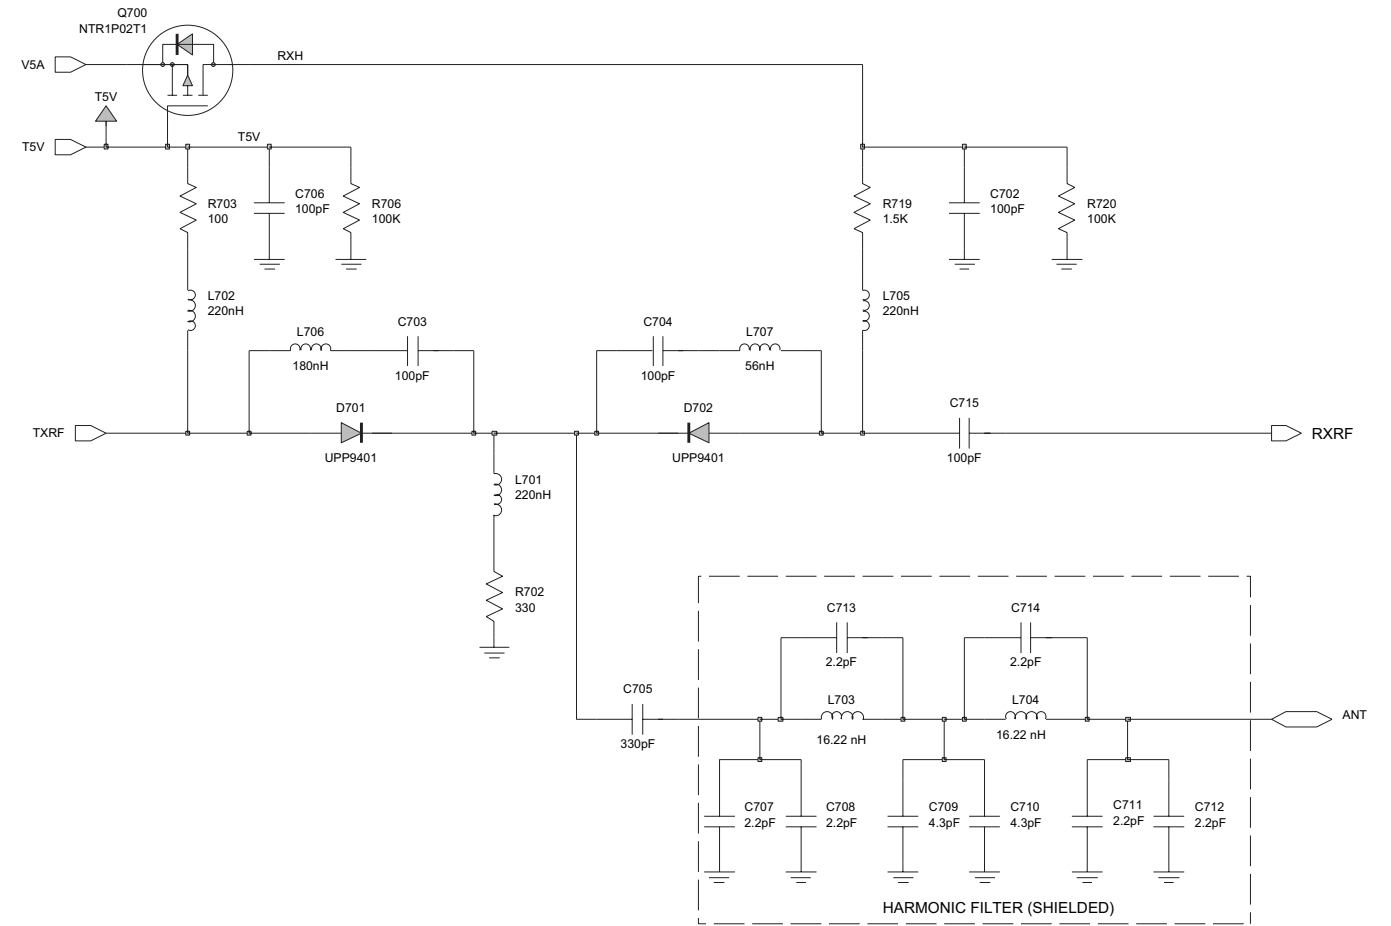 Q700
NTR1P02T1
V5A
RXH
T5V
T5V
T5V
R703
100
C706
100pF
R706
100K
R719
1.5K
C702
100pF
R720
100K
L702
220nH
L705
220nH
L706
180nH
C703
100pF
C704
100pF
L707
56nH
TXRF
D701
UPP9401
D702
UPP9401
C715
100pF
RXRF
L701
220nH
R702
330
C713
2.2pF
C714
2.2pF
C705
330pF
L703
16.22 nH
L704
16.22 nH
ANT
C707
2.2pF
C708
2.2pF
C709
4.3pF
C710
4.3pF
C711
2.2pF
C712
2.2pF
HARMONIC FILTER (SHIELDED)